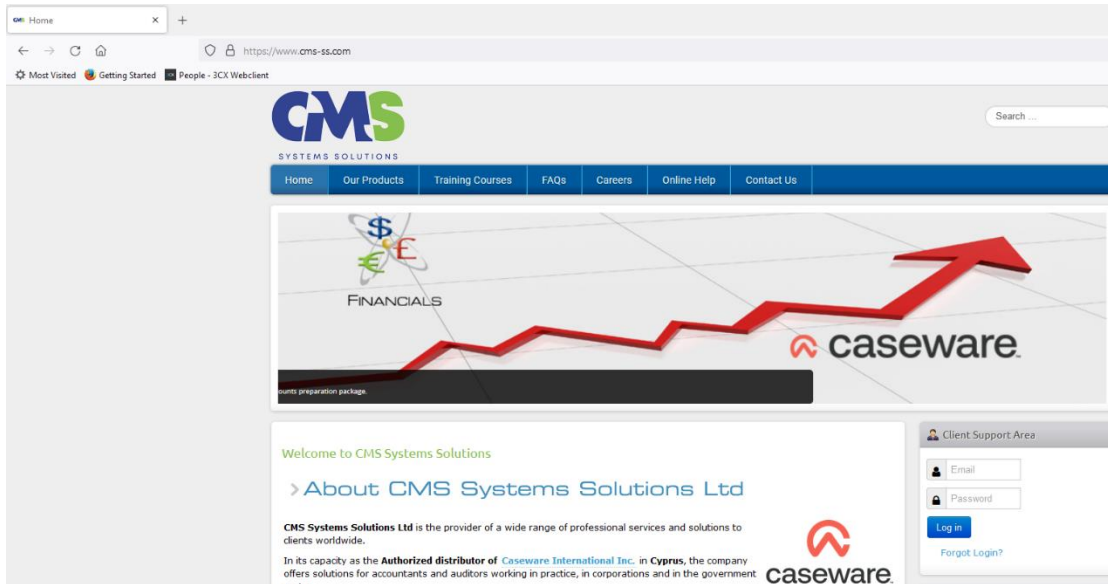 Home
https://www.cms-ss.com
Most Visited Getting Started People - 3CX Webclient
CMS
SYSTEMS SOLUTIONS
Search ...
Home Our Products Training Courses FAQs Careers Online Help Contact Us
$ € £
FINANCIALS
caseware.
ounts preparation package.
Welcome to CMS Systems Solutions
About CMS Systems Solutions Ltd
CMS Systems Solutions Ltd is the provider of a wide range of professional services and solutions to
clients worldwide.
In its capacity as the Authorized distributor of Caseware International Inc. in Cyprus, the company
offers solutions for accountants and auditors working in practice, in corporations and in the government
caseware.
Client Support Area
Email
Password
Log in
Forgot Login?